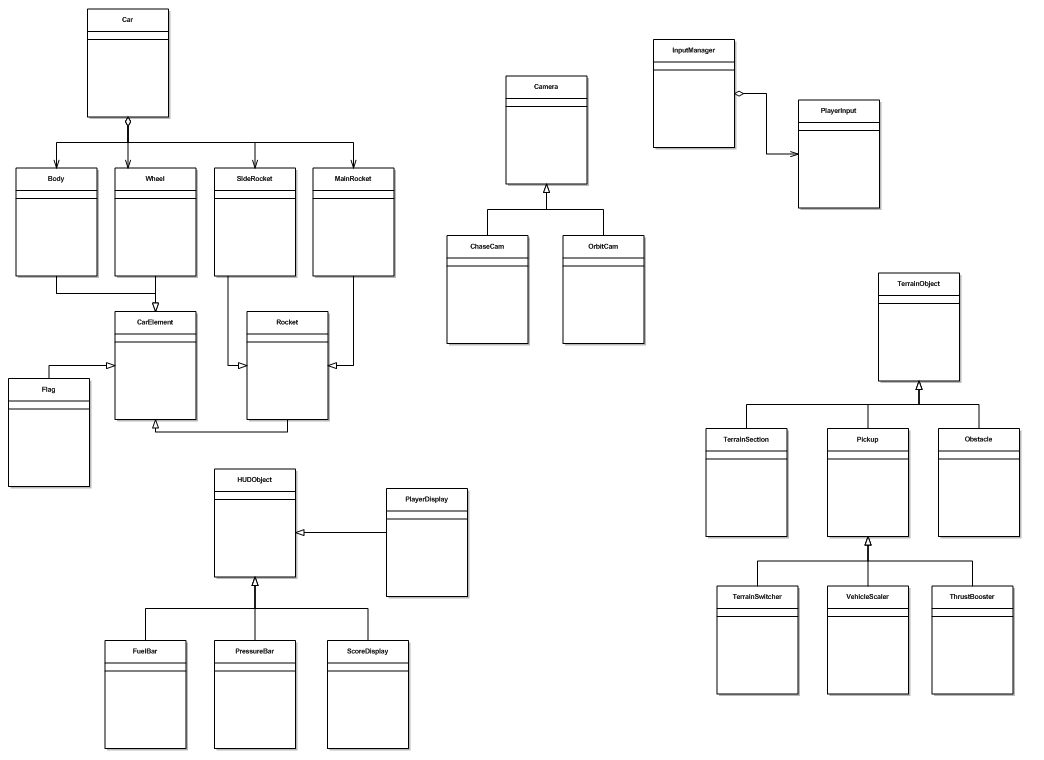 Car
InputManager
Camera
PlayerInput
Body
Wheel
SideRocket
MainRocket
ChaseCam
OrbitCam
TerrainObject
CarElement
Rocket
Flag
TerrainSection
Pickup
Obstacle
HUDObject
PlayerDisplay
TerrainSwitcher
VehicleScaler
ThrustBooster
FuelBar
PressureBar
ScoreDisplay